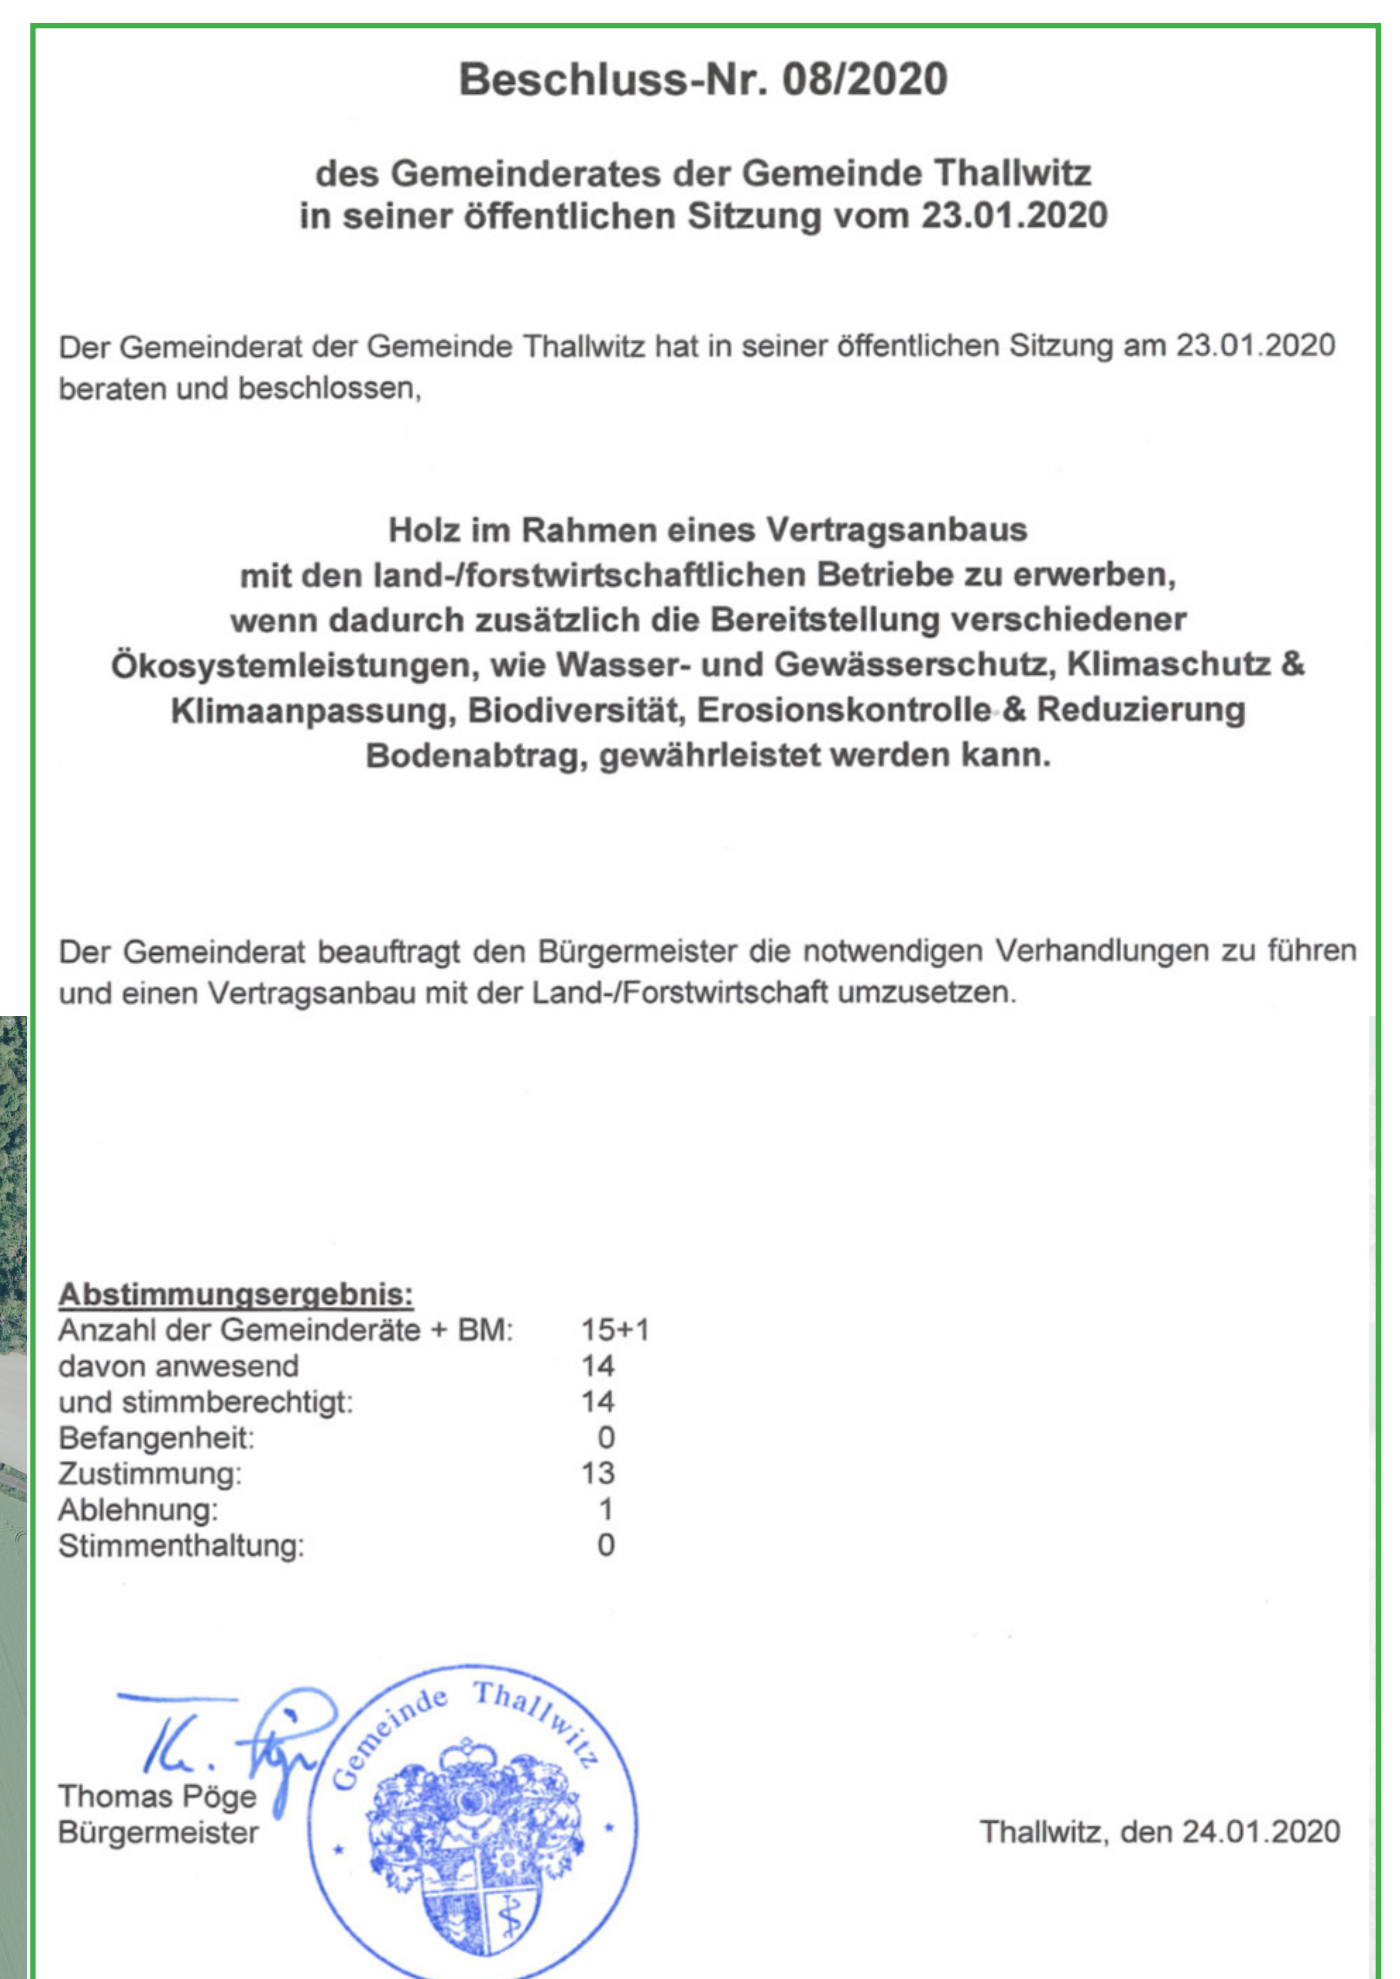 Beschluss-Nr. 08/2020
des Gemeinderates der Gemeinde Thallwitz
in seiner öffentlichen Sitzung vom 23.01.2020
Der Gemeinderat der Gemeinde Thallwitz hat in seiner öffentlichen Sitzung am 23.01.2020
beraten und beschlossen,
Holz im Rahmen eines Vertragsanbaus
mit den land-/forstwirtschaftlichen Betriebe zu erwerben,
wenn dadurch zusätzlich die Bereitstellung verschiedener
Ökosystemleistungen, wie Wasser- und Gewässerschutz, Klimaschutz &
Klimaanpassung, Biodiversität, Erosionskontrolle & Reduzierung
Bodenabtrag, gewährleistet werden kann.
Der Gemeinderat beauftragt den Bürgermeister die notwendigen Verhandlungen zu führen
und einen Vertragsanbau mit der Land-/Forstwirtschaft umzusetzen.
Abstimmungsergebnis:
Anzahl der Gemeinderäte + BM: 15+1
davon anwesend 14
und stimmberechtigt: 14
Befangenheit: 0
Zustimmung: 13
Ablehnung: 1
Stimmenthaltung: 0
Th. Pöge
Gemeinde Thallwitz
Thomas Pöge
Bürgermeister
Thallwitz, den 24.01.2020